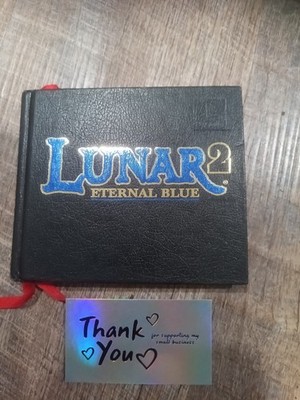 LUNAR 2
ETERNAL BLUE
Thank
You
for supporting my
small business